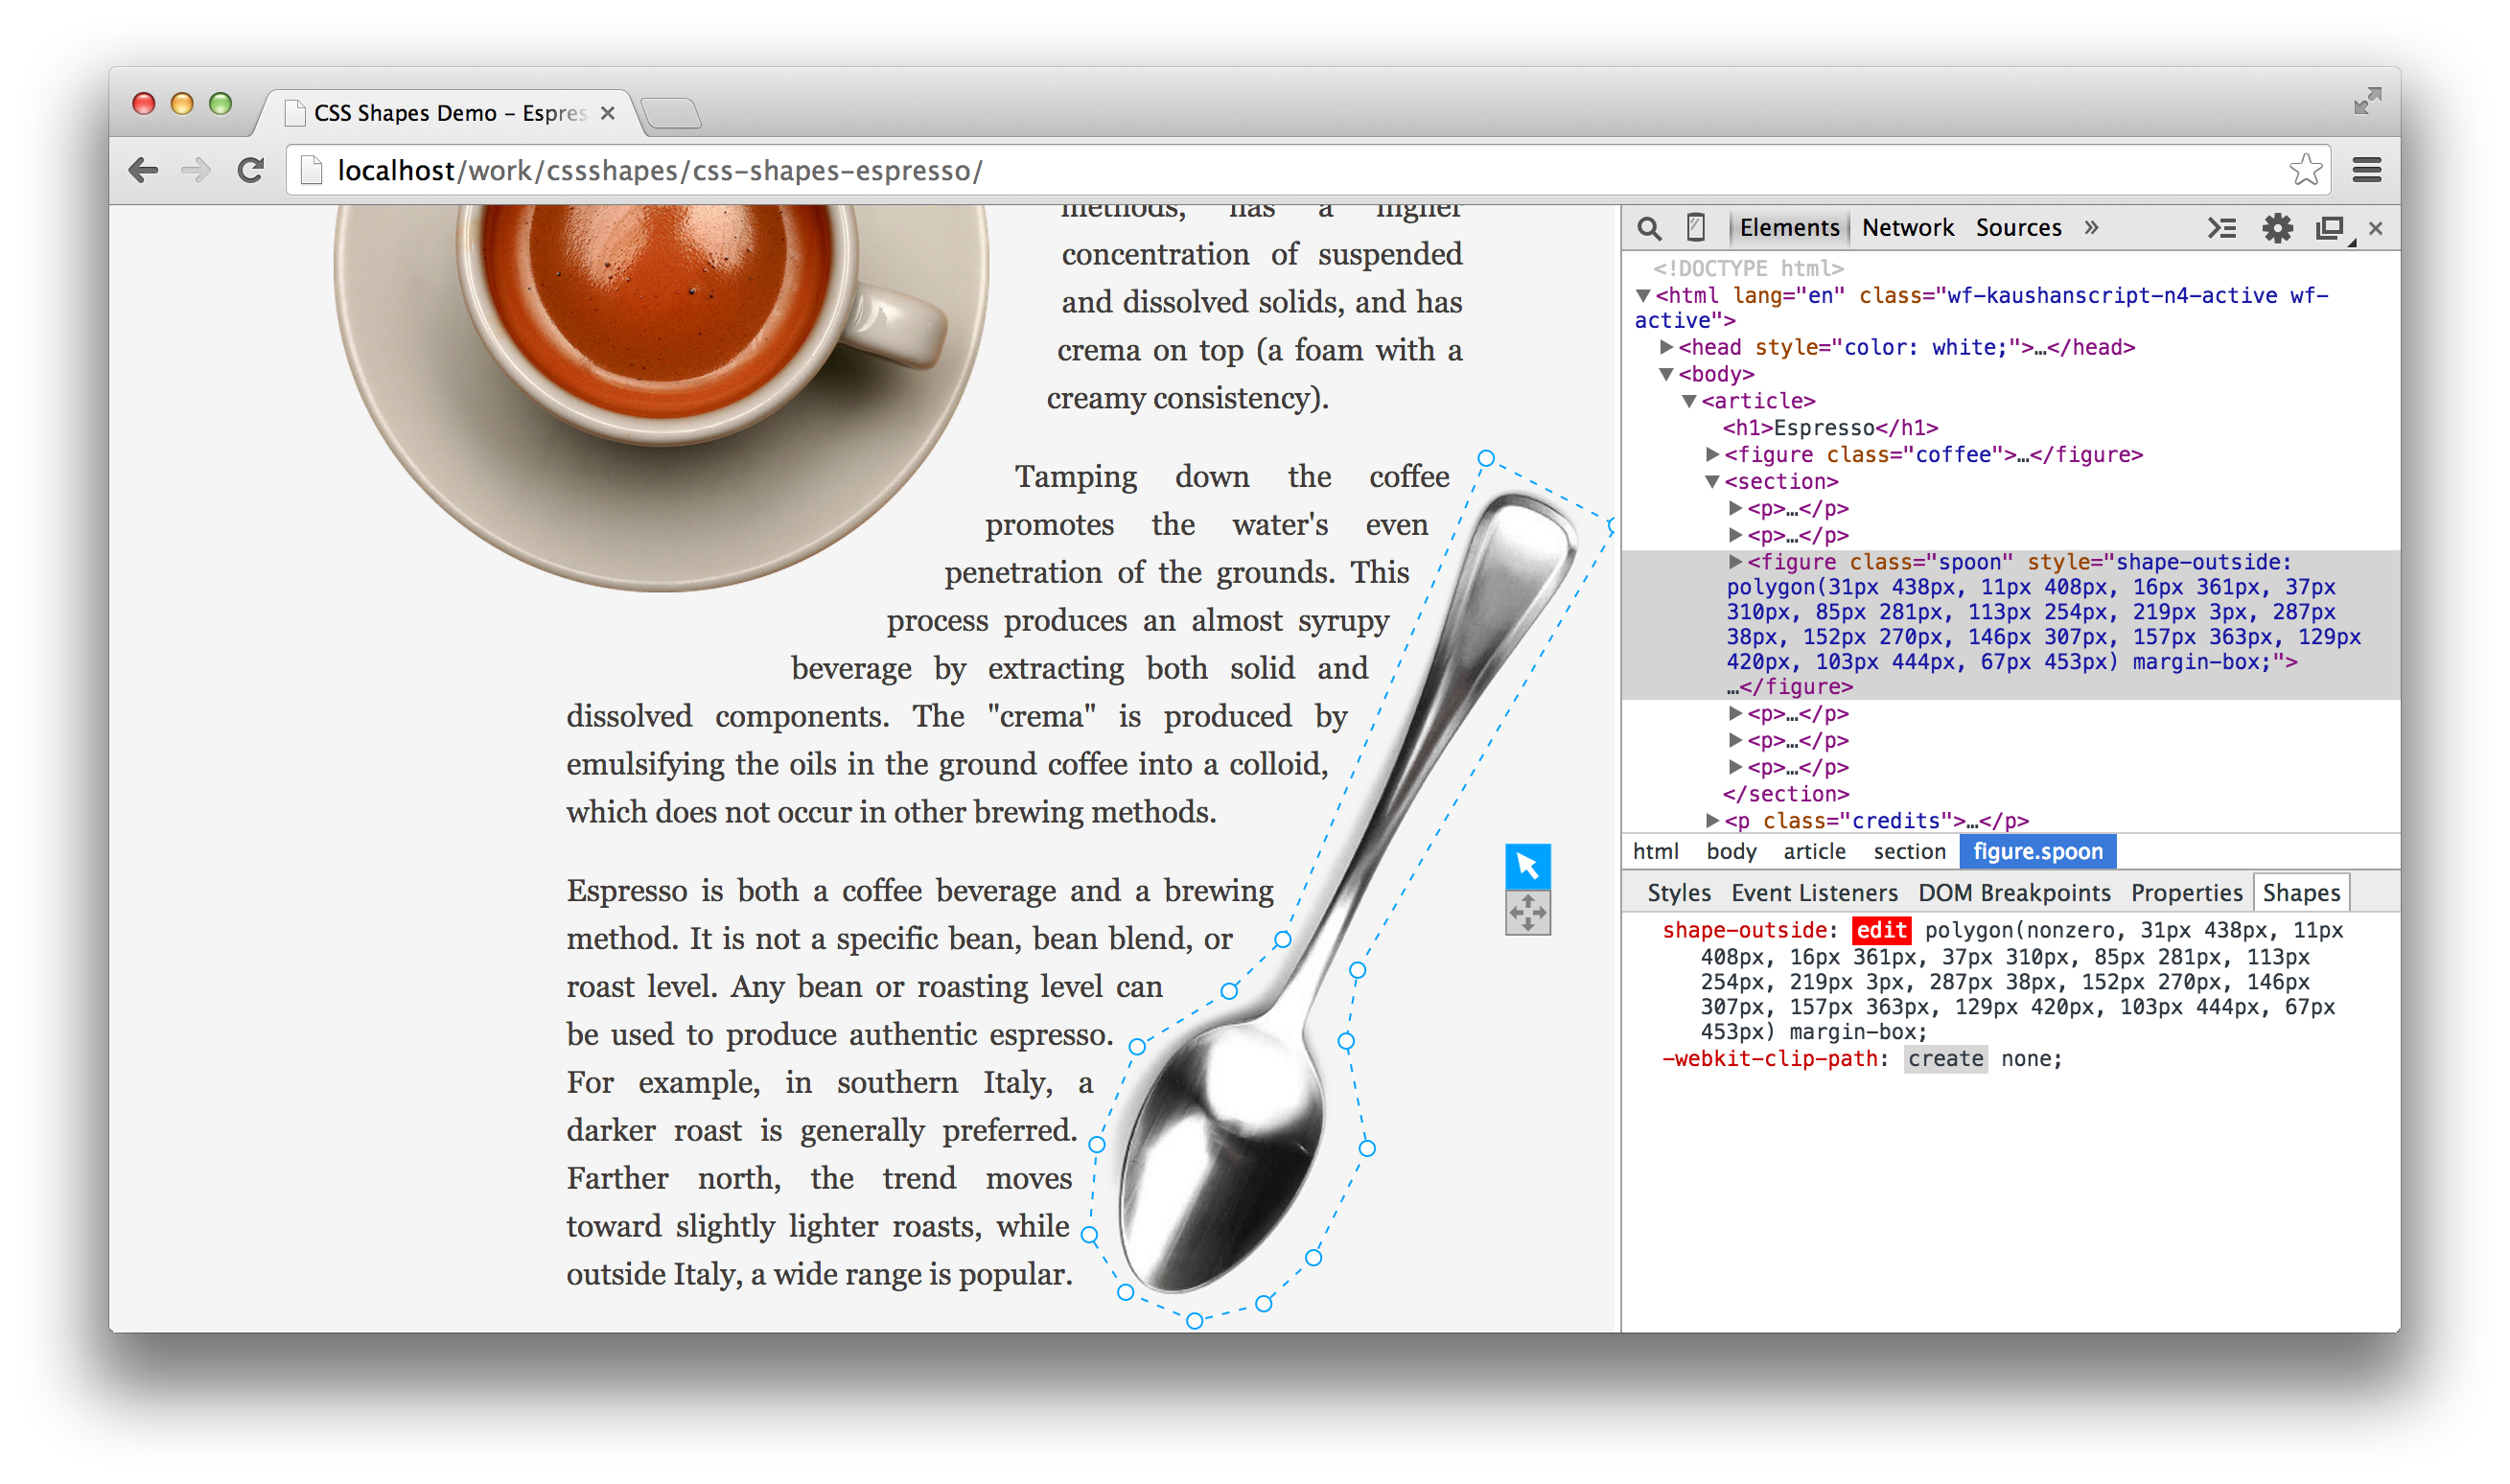 CSS Shapes Demo – Espres
localhost/work/cssshapes/css-shapes-espresso/
methods, has a higher
concentration of suspended
and dissolved solids, and has
crema on top (a foam with a
creamy consistency).
Tamping down the coffee
promotes the water's even
penetration of the grounds. This
process produces an almost syrupy
beverage by extracting both solid and
dissolved components. The "crema" is produced by
emulsifying the oils in the ground coffee into a colloid,
which does not occur in other brewing methods.
Espresso is both a coffee beverage and a brewing
method. It is not a specific bean, bean blend, or
roast level. Any bean or roasting level can
be used to produce authentic espresso.
For example, in southern Italy, a
darker roast is generally preferred.
Farther north, the trend moves
toward slightly lighter roasts, while
outside Italy, a wide range is popular.
Elements Network Sources »
<!DOCTYPE html>
<html lang="en" class="wf-kaushanscript-n4-active wf-
active">
<head style="color: white;">…</head>
<body>
<article>
<h1>Espresso</h1>
<figure class="coffee">…</figure>
<section>
<p>…</p>
<p>…</p>
<figure class="spoon" style="shape-outside:
polygon(31px 438px, 11px 408px, 16px 361px, 37px
310px, 85px 281px, 113px 254px, 219px 3px, 287px
38px, 152px 270px, 146px 307px, 157px 363px, 129px
420px, 103px 444px, 67px 453px) margin-box;">
…</figure>
<p>…</p>
<p>…</p>
<p>…</p>
</section>
<p class="credits">…</p>
html body article section figure.spoon
Styles Event Listeners DOM Breakpoints Properties Shapes
shape-outside: edit polygon(nonzero, 31px 438px, 11px
408px, 16px 361px, 37px 310px, 85px 281px, 113px
254px, 219px 3px, 287px 38px, 152px 270px, 146px
307px, 157px 363px, 129px 420px, 103px 444px, 67px
453px) margin-box;
-webkit-clip-path: create none;